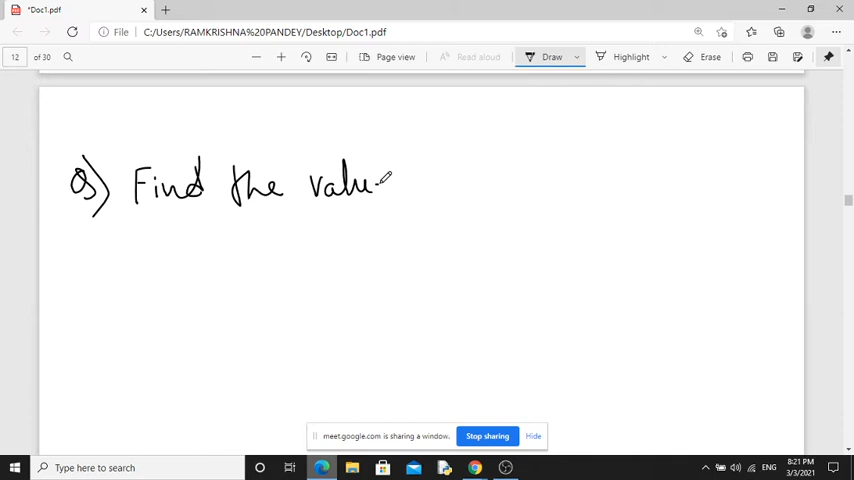 *Doc1.pdf
File C:/Users/RAMKRISHNA%20PANDEY/Desktop/Doc1.pdf
12 of 30 Page view Read aloud Draw Highlight Erase
Q) Find the value
meet.google.com is sharing a window. Stop sharing Hide
Type here to search ENG 8:21 PM
3/3/2021